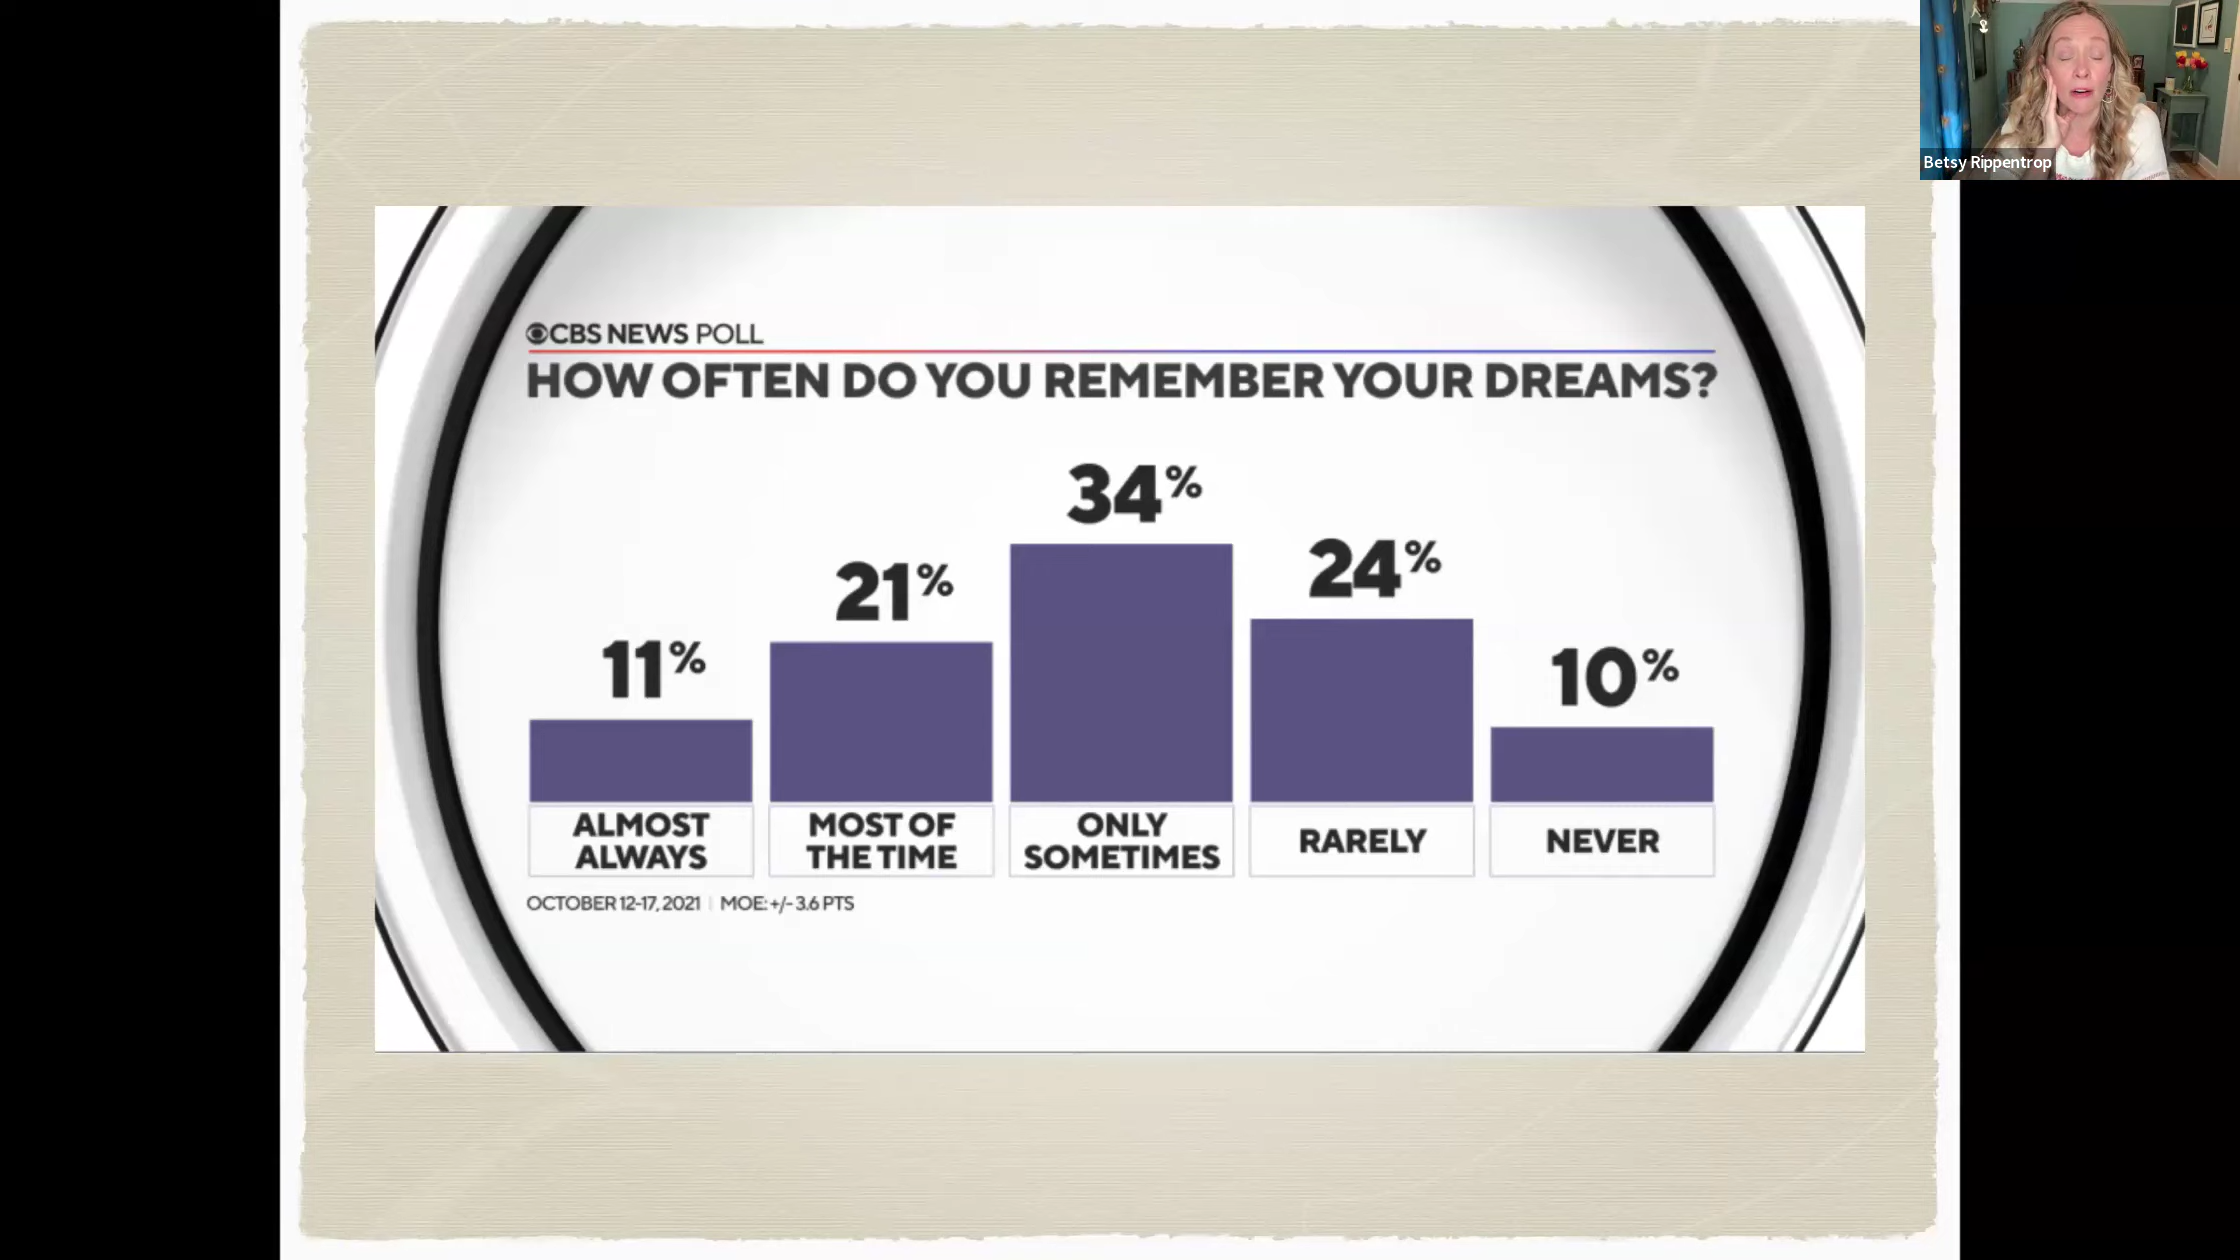 Betsy Rippentrop
CBS NEWS POLL
HOW OFTEN DO YOU REMEMBER YOUR DREAMS?
11%
21%
34%
24%
10%
ALMOST
ALWAYS
MOST OF
THE TIME
ONLY
SOMETIMES
RARELY
NEVER
OCTOBER 12-17, 2021 | MOE: +/- 3.6 PTS